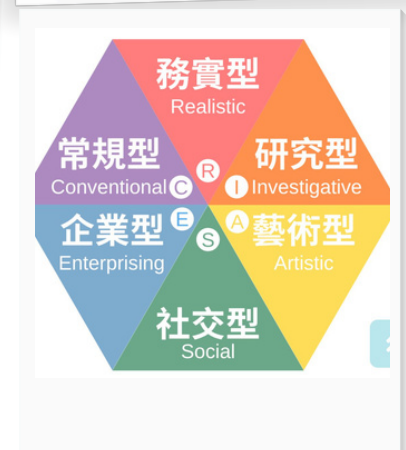 務實型
Realistic
常規型
Conventional
C
R
I
研究型
Investigative
企業型
Enterprising
E
S
A
藝術型
Artistic
社交型
Social